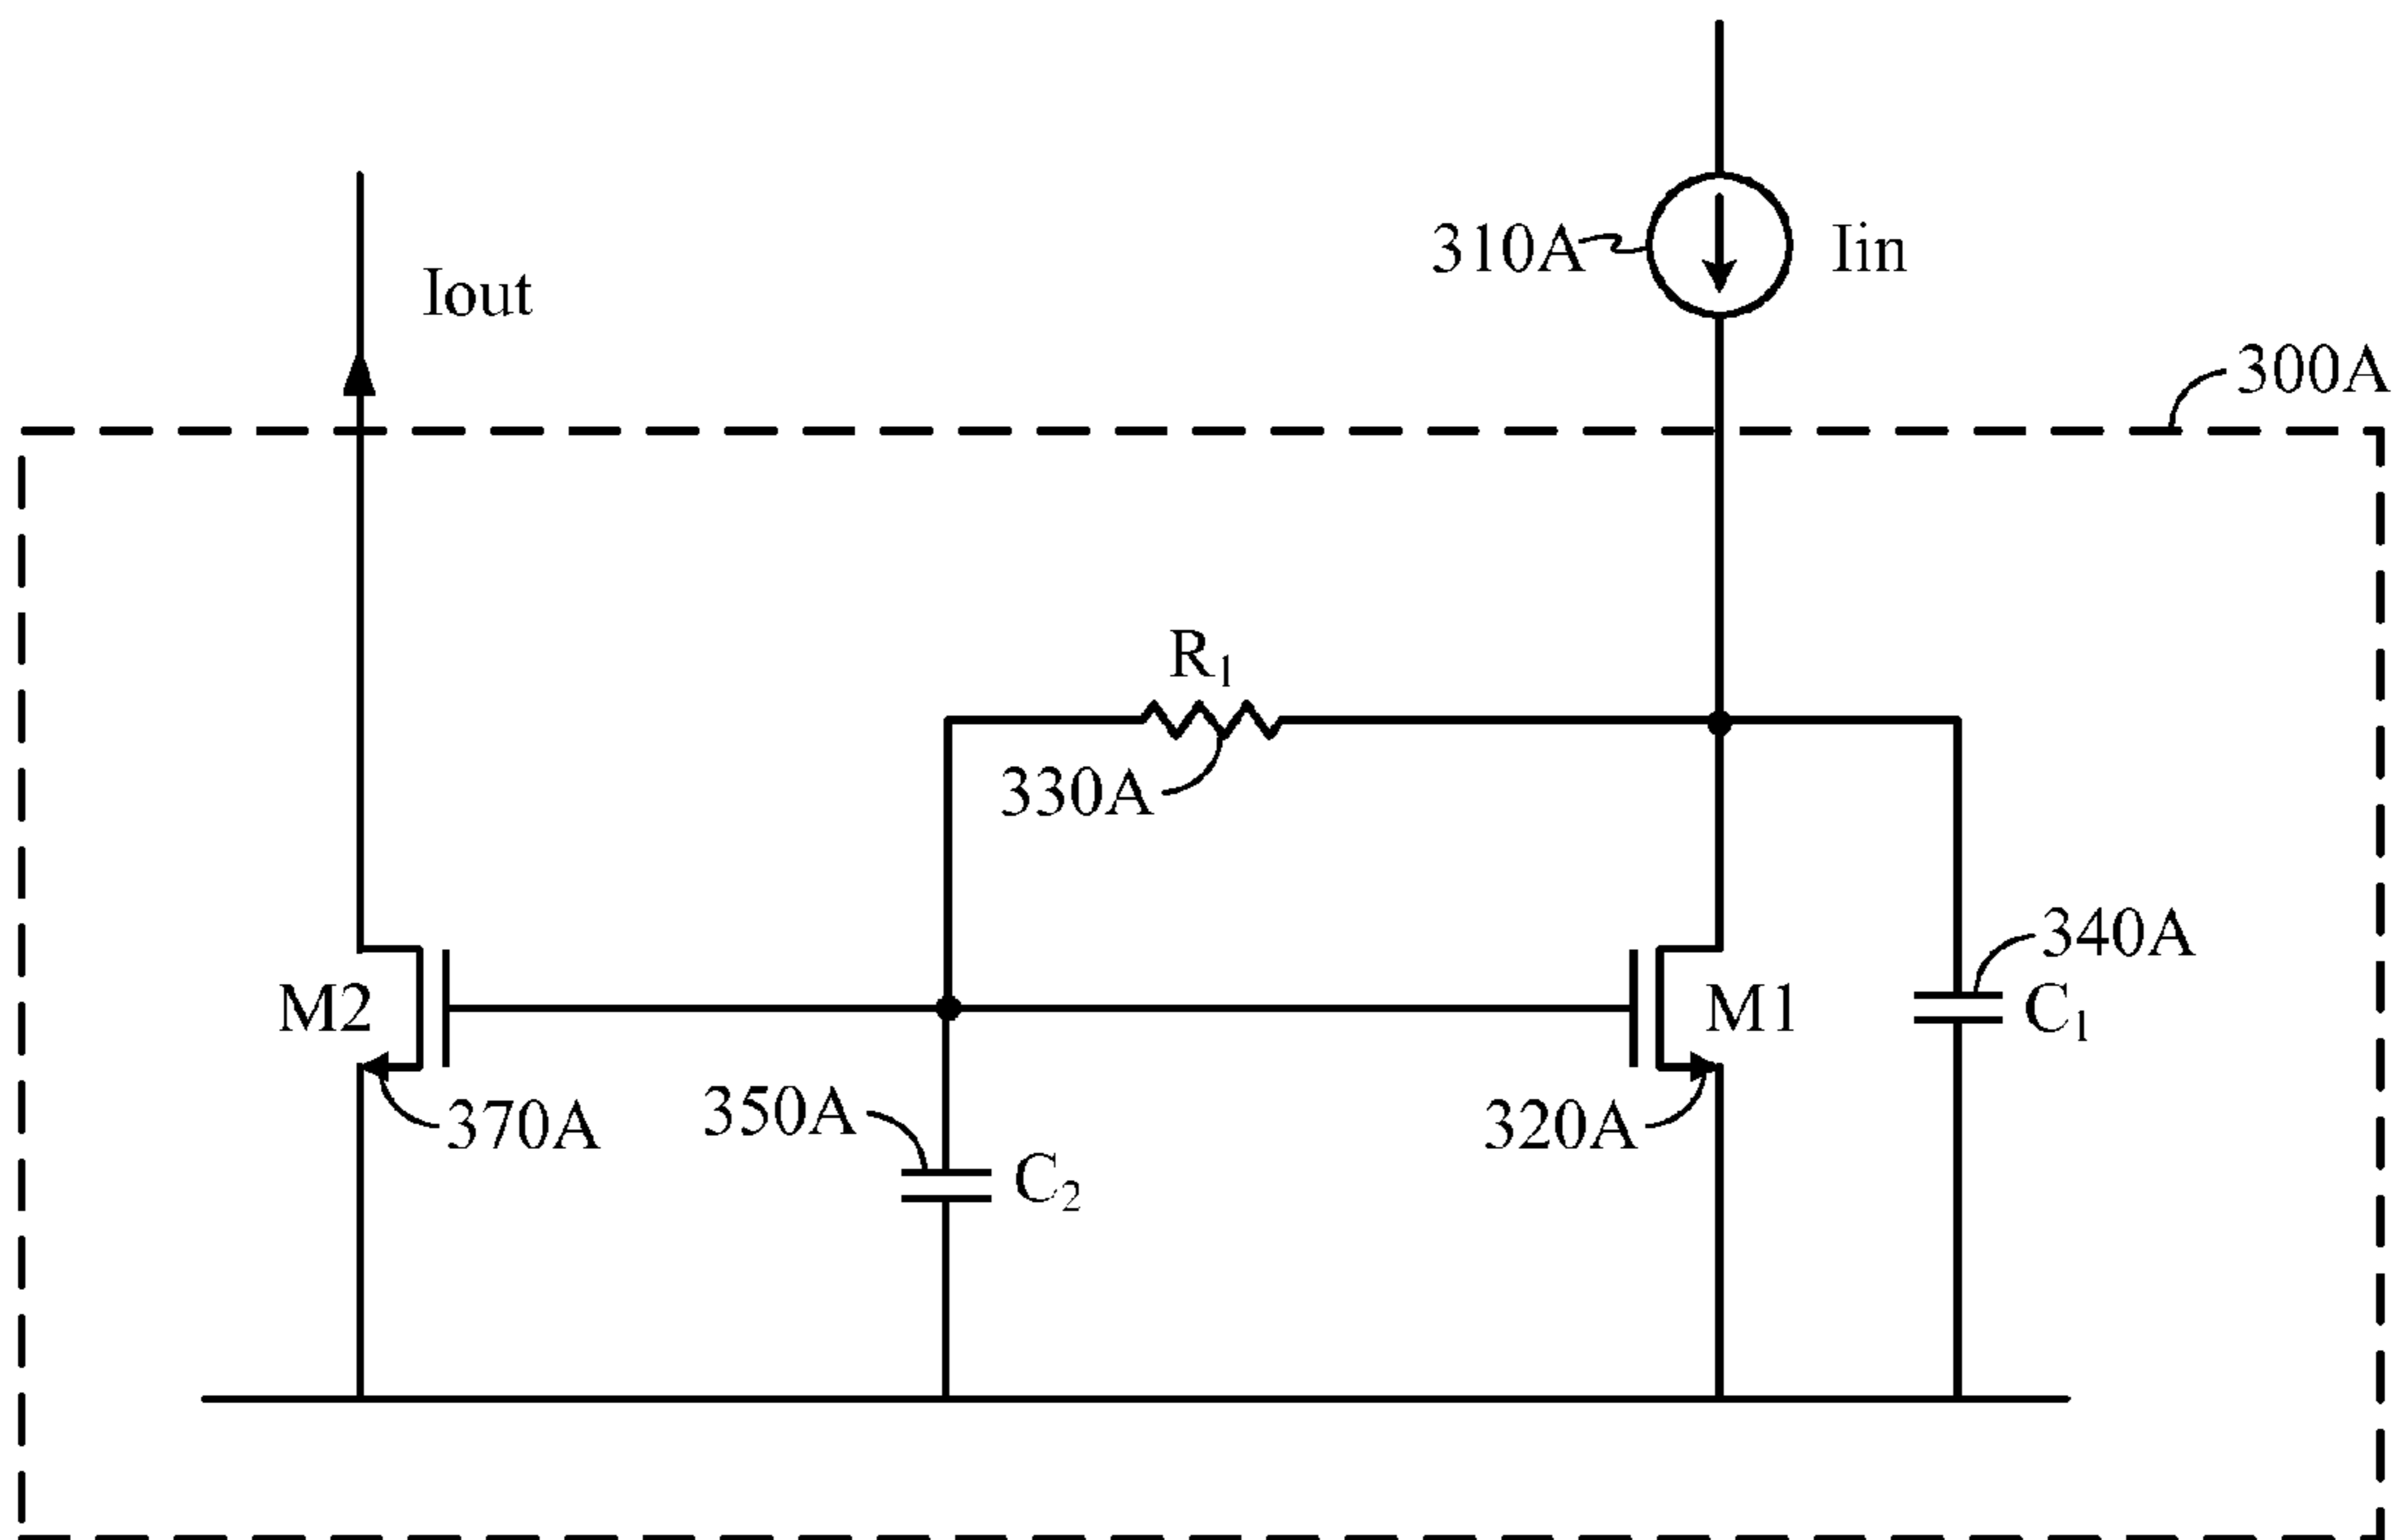 310A
Iin
Iout
300A
R₁
330A
340A
M2
M1
C₁
350A
370A
320A
C₂